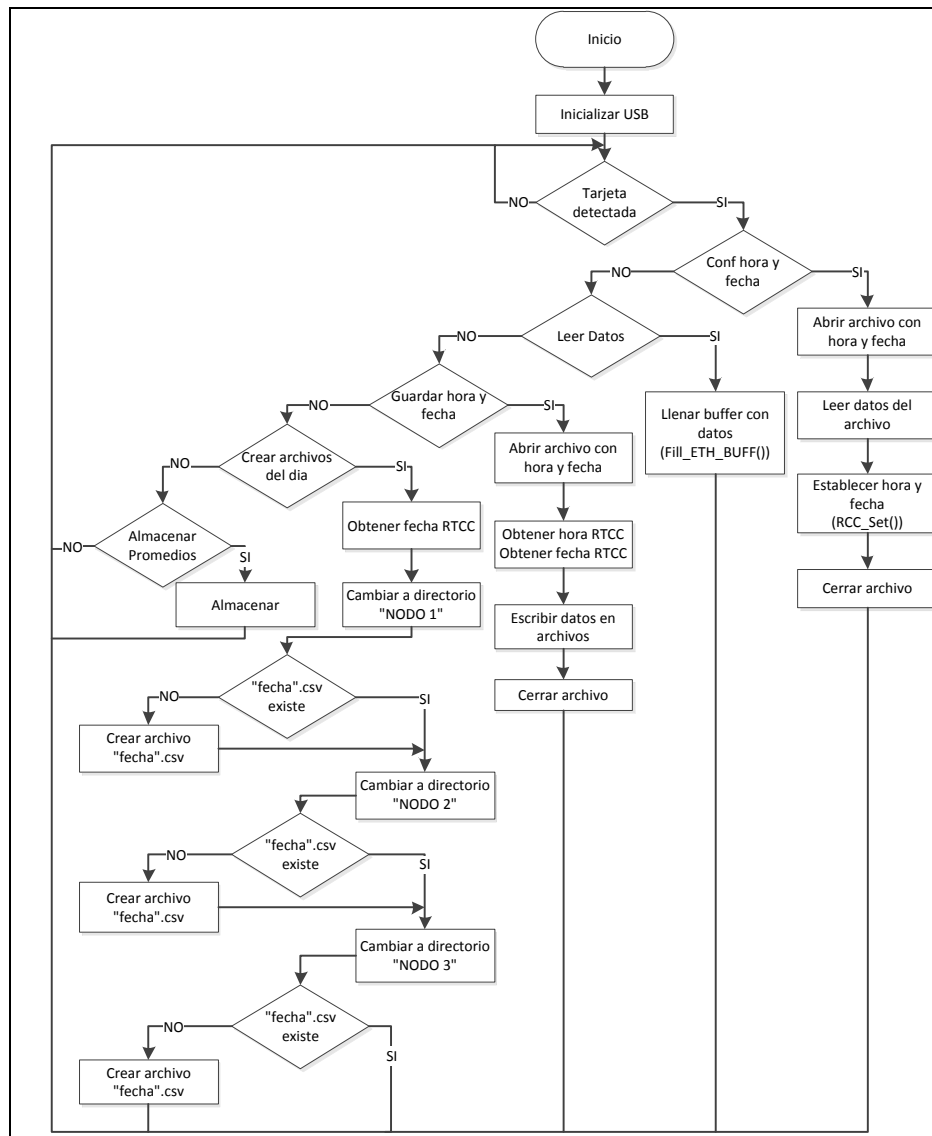 Inicio
Inicializar USB
Tarjeta
detectada
NO
SI
Conf hora y
fecha
NO
SI
Abrir archivo con
hora y fecha
Leer Datos
NO
SI
Leer datos del
archivo
Guardar hora y
fecha
NO
SI
Llenar buffer con
datos
(Fill_ETH_BUFF())
Abrir archivo con
hora y fecha
Crear archivos
del dia
NO
SI
Establecer hora y
fecha
(RCC_Set())
Obtener fecha RTCC
Obtener hora RTCC
Obtener fecha RTCC
Almacenar
Promedios
NO
SI
Cerrar archivo
Almacenar
Cambiar a directorio
"NODO 1"
Escribir datos en
archivos
"fecha".csv
existe
NO
SI
Cerrar archivo
Crear archivo
"fecha".csv
Cambiar a directorio
"NODO 2"
"fecha".csv
existe
NO
SI
Crear archivo
"fecha".csv
Cambiar a directorio
"NODO 3"
"fecha".csv
existe
NO
SI
Crear archivo
"fecha".csv